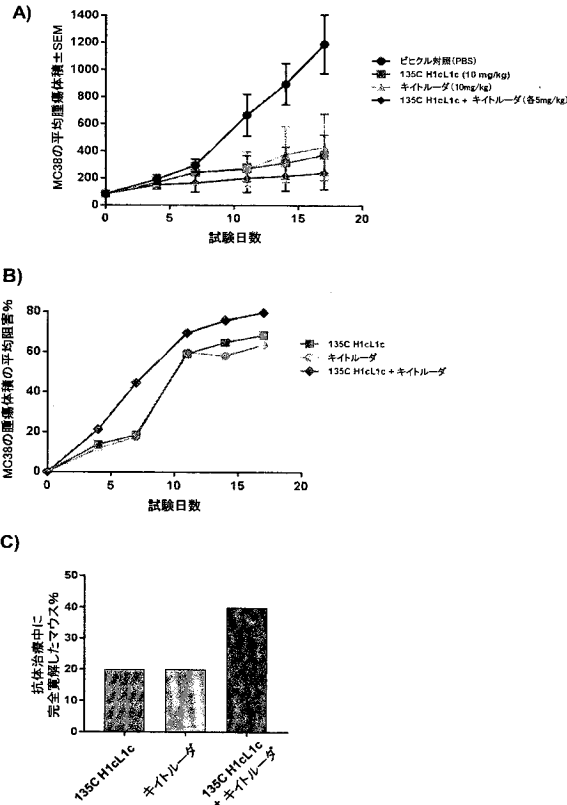 A)
1400
1200
1000
800
600
400
200
0
0
5
10
15
20
MC38の平均腫瘍体積±SEM
試験日数
ビヒクル対照(PBS)
135C H1cL1c (10 mg/kg)
キイトルーダ(10mg/kg)
135C H1cL1c + キイトルーダ(各5mg/kg)
B)
80
60
40
20
0
0
5
10
15
20
MC38の腫瘍体積の平均阻害%
試験日数
135C H1cL1c
キイトルーダ
135C H1cL1c + キイトルーダ
C)
50
40
30
20
10
0
抗体治療中に
完全寛解したマウス%
135C H1cL1c
キイトルーダ
135C H1cL1c
+ キイトルーダ